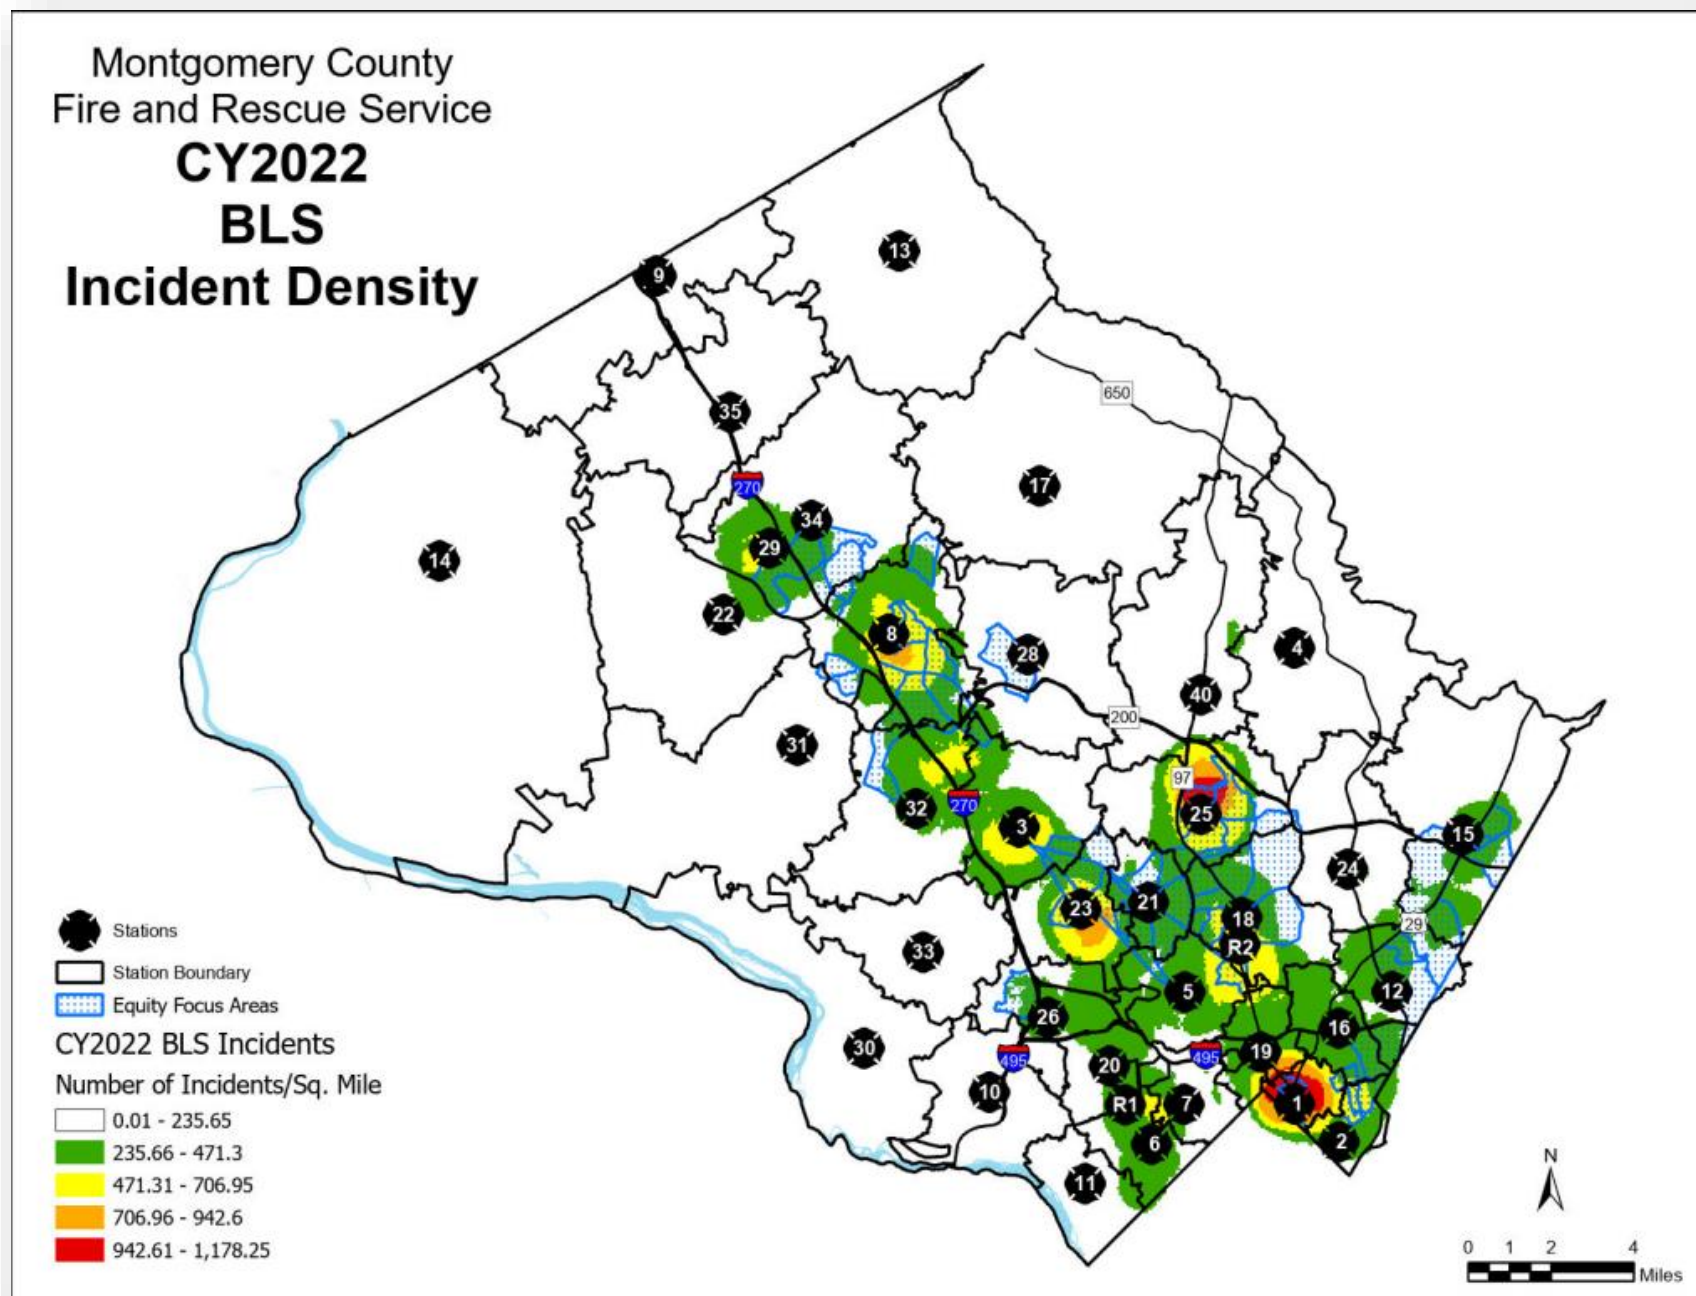 Montgomery County
Fire and Rescue Service
CY2022
BLS
Incident Density
13
9
35
650
17
270
34
29
14
22
8
28
4
40
200
31
97
25
32
270
3
15
24
23
21
18
R2
29
33
5
12
26
16
30
495
20
495
19
10
R1
7
1
6
2
11
Stations
Station Boundary
Equity Focus Areas
CY2022 BLS Incidents
Number of Incidents/Sq. Mile
0.01 - 235.65
235.66 - 471.3
471.31 - 706.95
706.96 - 942.6
942.61 - 1,178.25
N
0 1 2 4
Miles